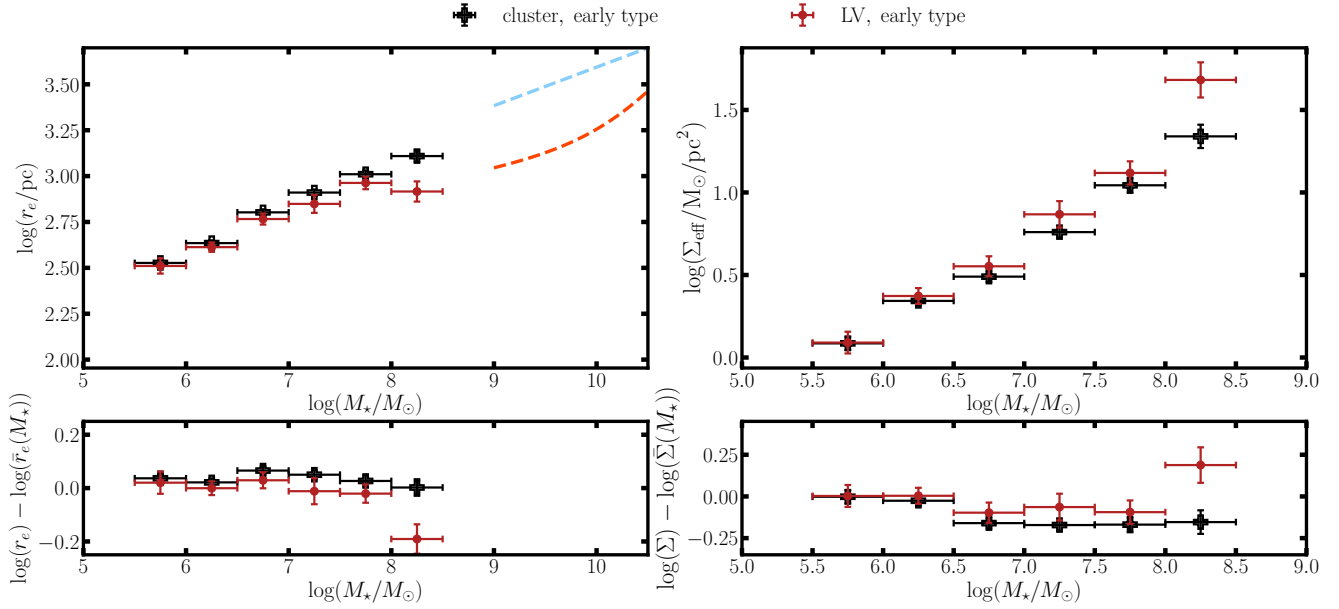 cluster, early type
LV, early type
log(r_e/pc)
3.50
3.25
3.00
2.75
2.50
2.25
2.00
5 6 7 8 9 10
log(M⋆/M⊙)
log(Σ_eff/M⊙/pc²)
1.5
1.0
0.5
0.0
5.0 5.5 6.0 6.5 7.0 7.5 8.0 8.5 9.0
log(M⋆/M⊙)
log(r_e) − log(r̄_e(M⋆))
0.2
0.0
−0.2
5 6 7 8 9 10
log(M⋆/M⊙)
log(Σ) − log(Σ̄(M⋆))
0.25
0.00
−0.25
5.0 5.5 6.0 6.5 7.0 7.5 8.0 8.5 9.0
log(M⋆/M⊙)